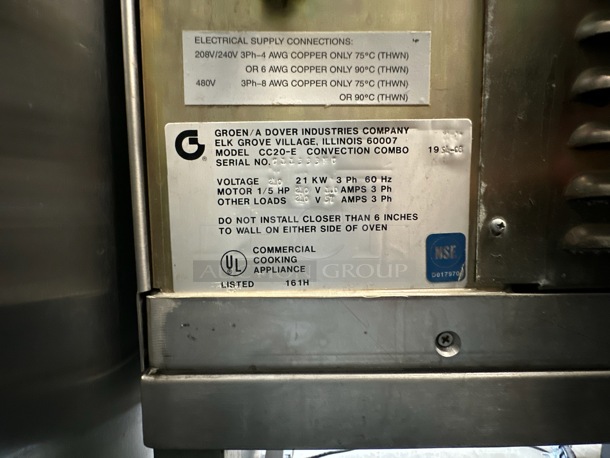 ELECTRICAL SUPPLY CONNECTIONS:
208V/240V 3Ph-4 AWG COPPER ONLY 75°C (THWN)
OR 6 AWG COPPER ONLY 90°C (THWN)
480V 3Ph-8 AWG COPPER ONLY 75°C (THWN)
OR 90°C (THWN)
GROEN/A DOVER INDUSTRIES COMPANY
ELK GROVE VILLAGE, ILLINOIS 60007
MODEL CC20-E CONVECTION COMBO
SERIAL NO.
19
VOLTAGE 21 KW 3 Ph 60 Hz
MOTOR 1/5 HP V AMPS 3 Ph
OTHER LOADS V AMPS 3 Ph
DO NOT INSTALL CLOSER THAN 6 INCHES
TO WALL ON EITHER SIDE OF OVEN
UL
COMMERCIAL
COOKING
APPLIANCE
LISTED 161H
NSF
GROUP